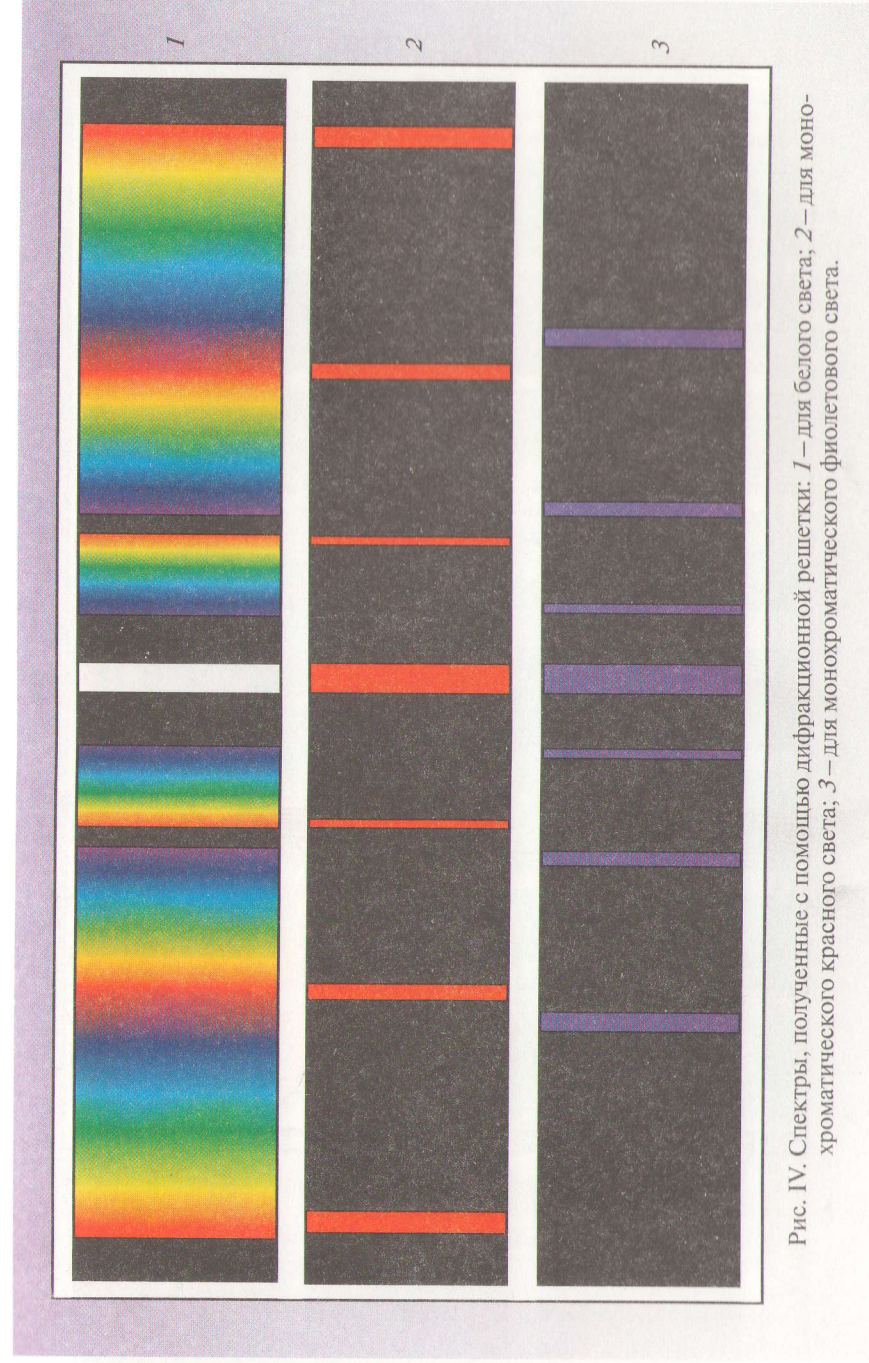 1
2
3
Рис. IV. Спектры, полученные с помощью дифракционной решетки: 1 – для белого света; 2 – для моно-
хроматического красного света; 3 – для монохроматического фиолетового света.